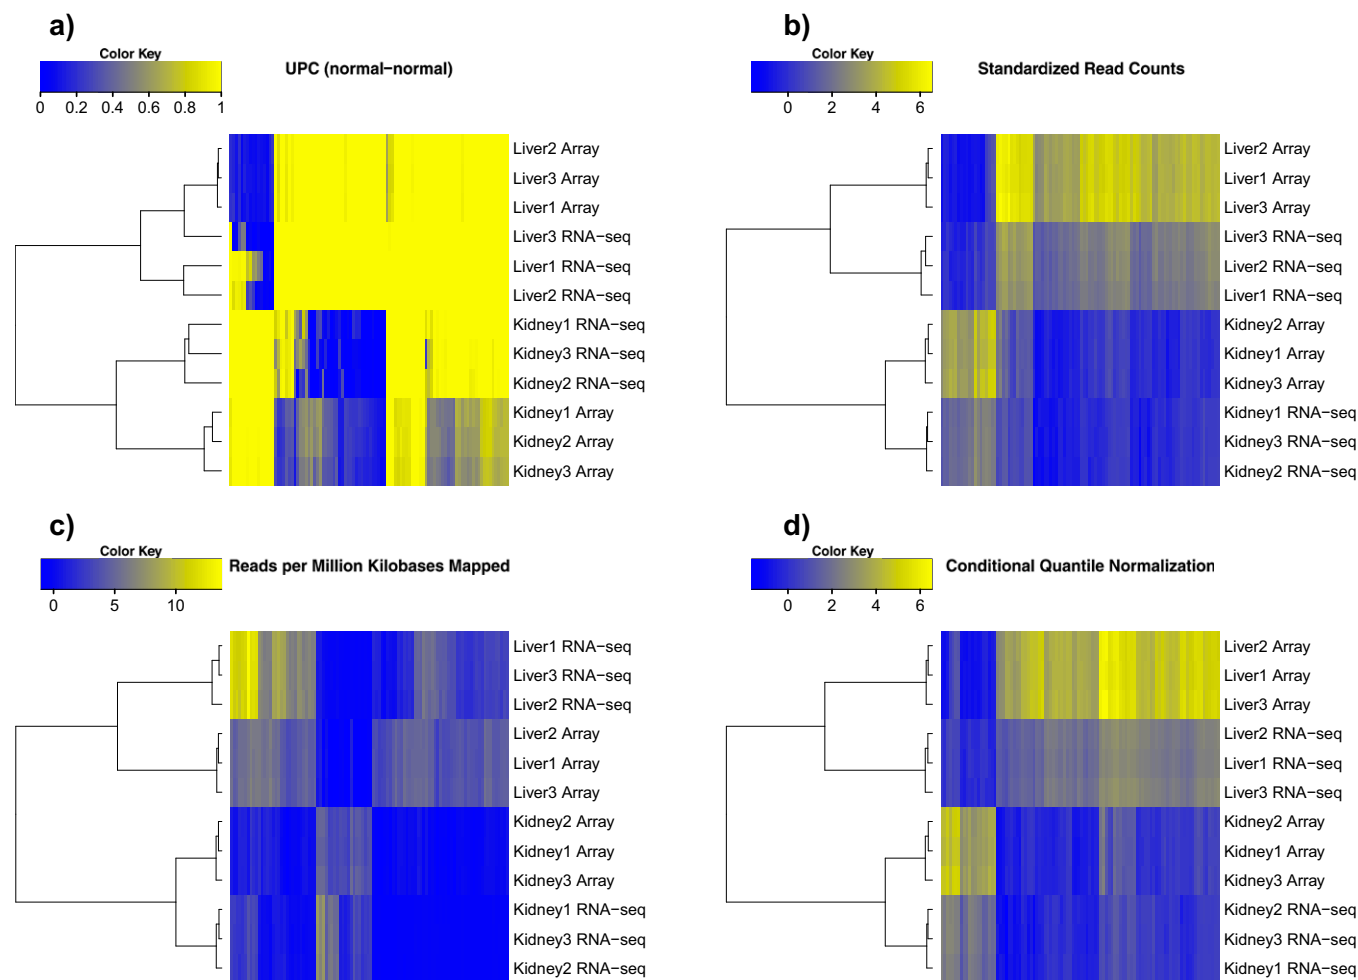 a)
Color Key
UPC (normal−normal)
0 0.2 0.4 0.6 0.8 1
Liver2 Array
Liver3 Array
Liver1 Array
Liver3 RNA−seq
Liver1 RNA−seq
Liver2 RNA−seq
Kidney1 RNA−seq
Kidney3 RNA−seq
Kidney2 RNA−seq
Kidney1 Array
Kidney2 Array
Kidney3 Array
b)
Color Key
Standardized Read Counts
0 2 4 6
Liver2 Array
Liver1 Array
Liver3 Array
Liver3 RNA−seq
Liver2 RNA−seq
Liver1 RNA−seq
Kidney2 Array
Kidney1 Array
Kidney3 Array
Kidney1 RNA−seq
Kidney3 RNA−seq
Kidney2 RNA−seq
c)
Color Key
Reads per Million Kilobases Mapped
0 5 10
Liver1 RNA−seq
Liver3 RNA−seq
Liver2 RNA−seq
Liver2 Array
Liver1 Array
Liver3 Array
Kidney2 Array
Kidney1 Array
Kidney3 Array
Kidney1 RNA−seq
Kidney3 RNA−seq
Kidney2 RNA−seq
d)
Color Key
Conditional Quantile Normalization
0 2 4 6
Liver2 Array
Liver1 Array
Liver3 Array
Liver2 RNA−seq
Liver1 RNA−seq
Liver3 RNA−seq
Kidney2 Array
Kidney1 Array
Kidney3 Array
Kidney2 RNA−seq
Kidney3 RNA−seq
Kidney1 RNA−seq